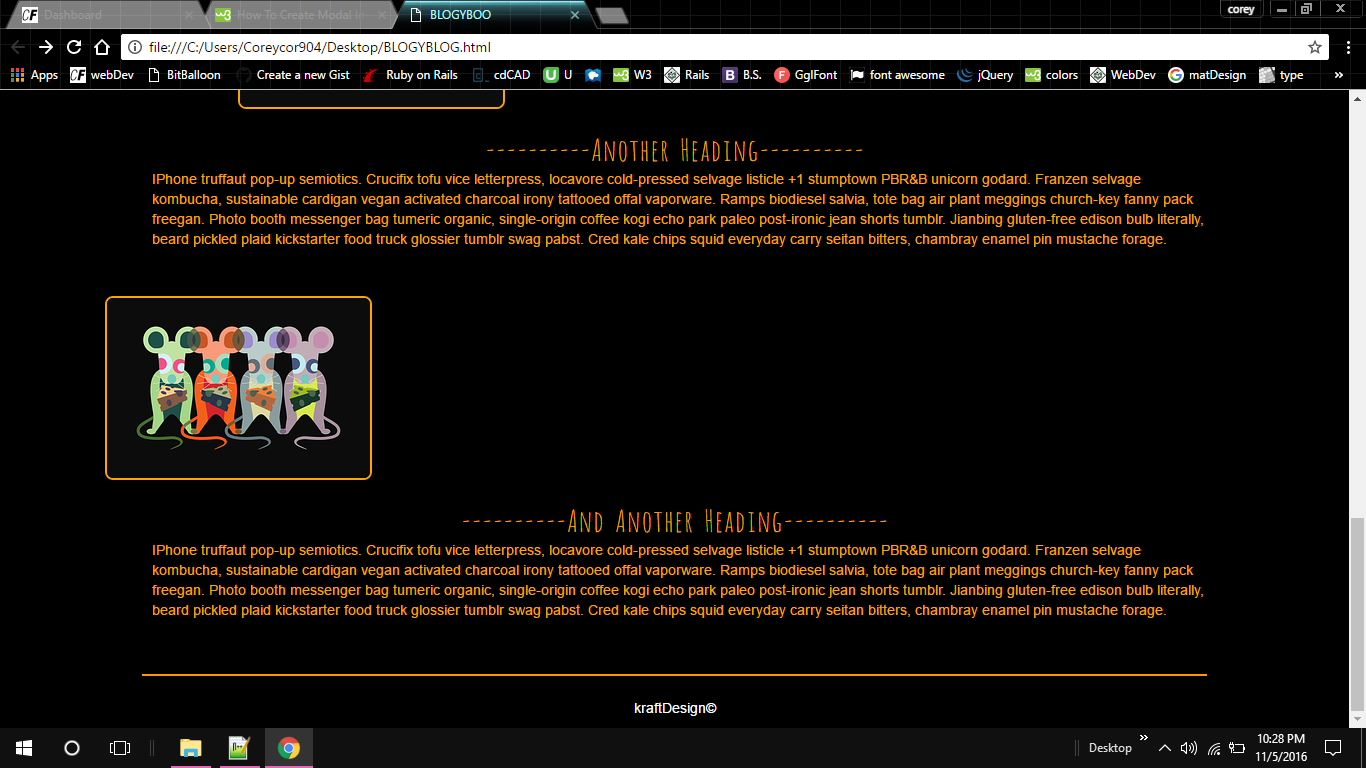 CF Dashboard
How To Create Modal I
BLOGYBOO
corey
file:///C:/Users/Coreycor904/Desktop/BLOGYBLOG.html
Apps CF webDev BitBalloon Create a new Gist Ruby on Rails cdCAD U U W3 Rails B B.S. F GglFont font awesome jQuery colors WebDev matDesign type »
----------Another Heading----------
IPhone truffaut pop-up semiotics. Crucifix tofu vice letterpress, locavore cold-pressed selvage listicle +1 stumptown PBR&B unicorn godard. Franzen selvage
kombucha, sustainable cardigan vegan activated charcoal irony tattooed offal vaporware. Ramps biodiesel salvia, tote bag air plant meggings church-key fanny pack
freegan. Photo booth messenger bag tumeric organic, single-origin coffee kogi echo park paleo post-ironic jean shorts tumblr. Jianbing gluten-free edison bulb literally,
beard pickled plaid kickstarter food truck glossier tumblr swag pabst. Cred kale chips squid everyday carry seitan bitters, chambray enamel pin mustache forage.
----------And Another Heading----------
IPhone truffaut pop-up semiotics. Crucifix tofu vice letterpress, locavore cold-pressed selvage listicle +1 stumptown PBR&B unicorn godard. Franzen selvage
kombucha, sustainable cardigan vegan activated charcoal irony tattooed offal vaporware. Ramps biodiesel salvia, tote bag air plant meggings church-key fanny pack
freegan. Photo booth messenger bag tumeric organic, single-origin coffee kogi echo park paleo post-ironic jean shorts tumblr. Jianbing gluten-free edison bulb literally,
beard pickled plaid kickstarter food truck glossier tumblr swag pabst. Cred kale chips squid everyday carry seitan bitters, chambray enamel pin mustache forage.
kraftDesign©
Desktop »
10:28 PM
11/5/2016